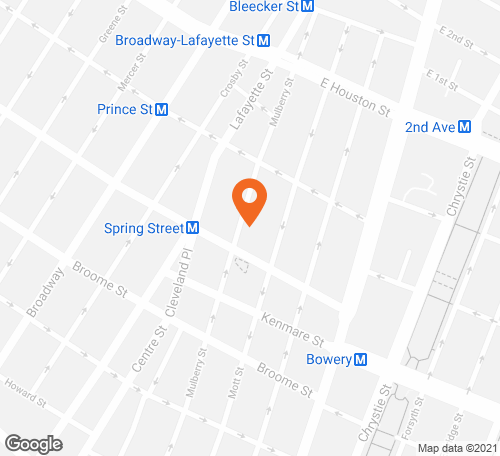 Bleecker St M
Greene St
E 2nd St
Broadway-Lafayette St M
Mercer St
Crosby St
Lafayette St
Mulberry St
E Houston St
E 1st St
Prince St M
2nd Ave M
Chrystie St
Spring Street M
Cleveland Pl
Broadway
Broome St
Kenmare St
Centre St
Mulberry St
Mott St
Broome St
Bowery M
Howard St
Chrystie St
Forsyth St
Google
Map data ©2021